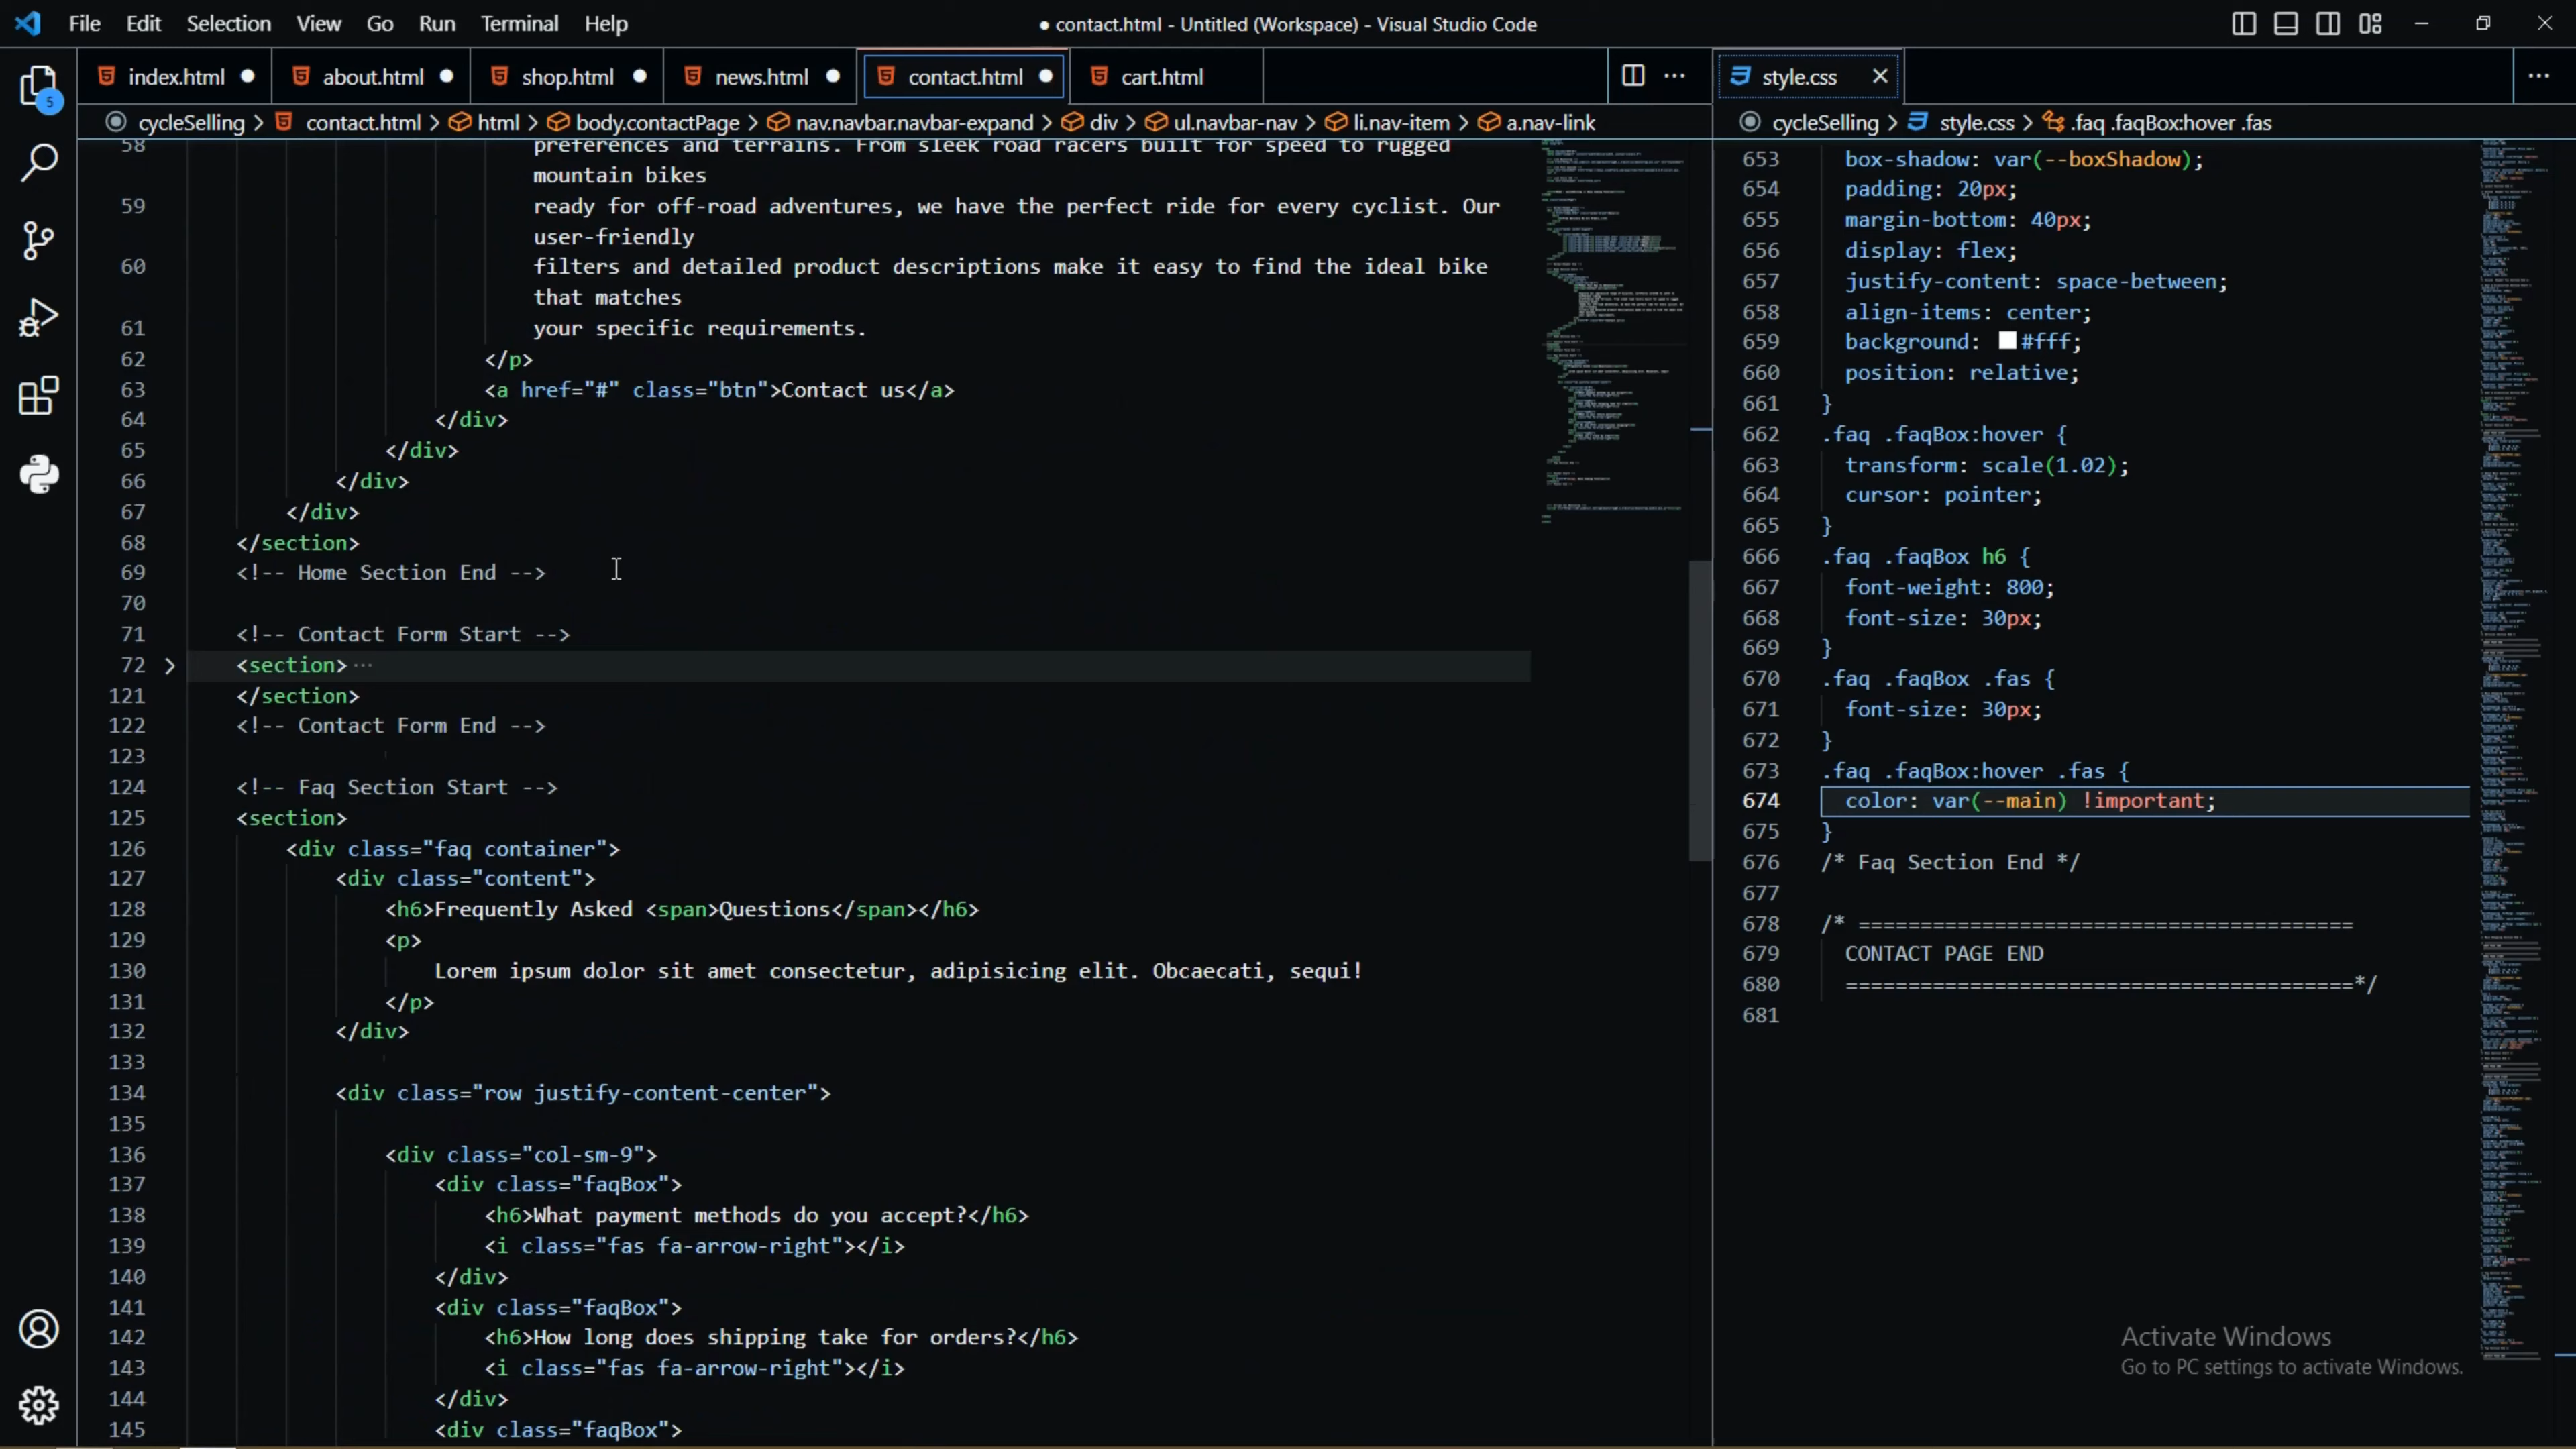 File Edit Selection View Go Run Terminal Help
● contact.html - Untitled (Workspace) - Visual Studio Code
index.html about.html shop.html news.html contact.html cart.html
cycleSelling > contact.html > html > body.contactPage > nav.navbar.navbar-expand > div > ul.navbar-nav > li.nav-item > a.nav-link
5
58 preferences and terrains. From sleek road racers built for speed to rugged
mountain bikes
59 ready for off-road adventures, we have the perfect ride for every cyclist. Our
user-friendly
60 filters and detailed product descriptions make it easy to find the ideal bike
that matches
61 your specific requirements.
62 </p>
63 <a href="#" class="btn">Contact us</a>
64 </div>
65 </div>
66 </div>
67 </div>
68 </section>
69 <!-- Home Section End -->
70
71 <!-- Contact Form Start -->
72 <section> ···
121 </section>
122 <!-- Contact Form End -->
123
124 <!-- Faq Section Start -->
125 <section>
126 <div class="faq container">
127 <div class="content">
128 <h6>Frequently Asked <span>Questions</span></h6>
129 <p>
130 Lorem ipsum dolor sit amet consectetur, adipisicing elit. Obcaecati, sequi!
131 </p>
132 </div>
133
134 <div class="row justify-content-center">
135
136 <div class="col-sm-9">
137 <div class="faqBox">
138 <h6>What payment methods do you accept?</h6>
139 <i class="fas fa-arrow-right"></i>
140 </div>
141 <div class="faqBox">
142 <h6>How long does shipping take for orders?</h6>
143 <i class="fas fa-arrow-right"></i>
144 </div>
145 <div class="faqBox">
style.css
cycleSelling > style.css > .faq .faqBox:hover .fas
653 box-shadow: var(--boxShadow);
654 padding: 20px;
655 margin-bottom: 40px;
656 display: flex;
657 justify-content: space-between;
658 align-items: center;
659 background: #fff;
660 position: relative;
661 }
662 .faq .faqBox:hover {
663 transform: scale(1.02);
664 cursor: pointer;
665 }
666 .faq .faqBox h6 {
667 font-weight: 800;
668 font-size: 30px;
669 }
670 .faq .faqBox .fas {
671 font-size: 30px;
672 }
673 .faq .faqBox:hover .fas {
674 color: var(--main) !important;
675 }
676 /* Faq Section End */
677
678 /* =========================================
679 CONTACT PAGE END
680 ==========================================*/
681
Activate Windows
Go to PC settings to activate Windows.